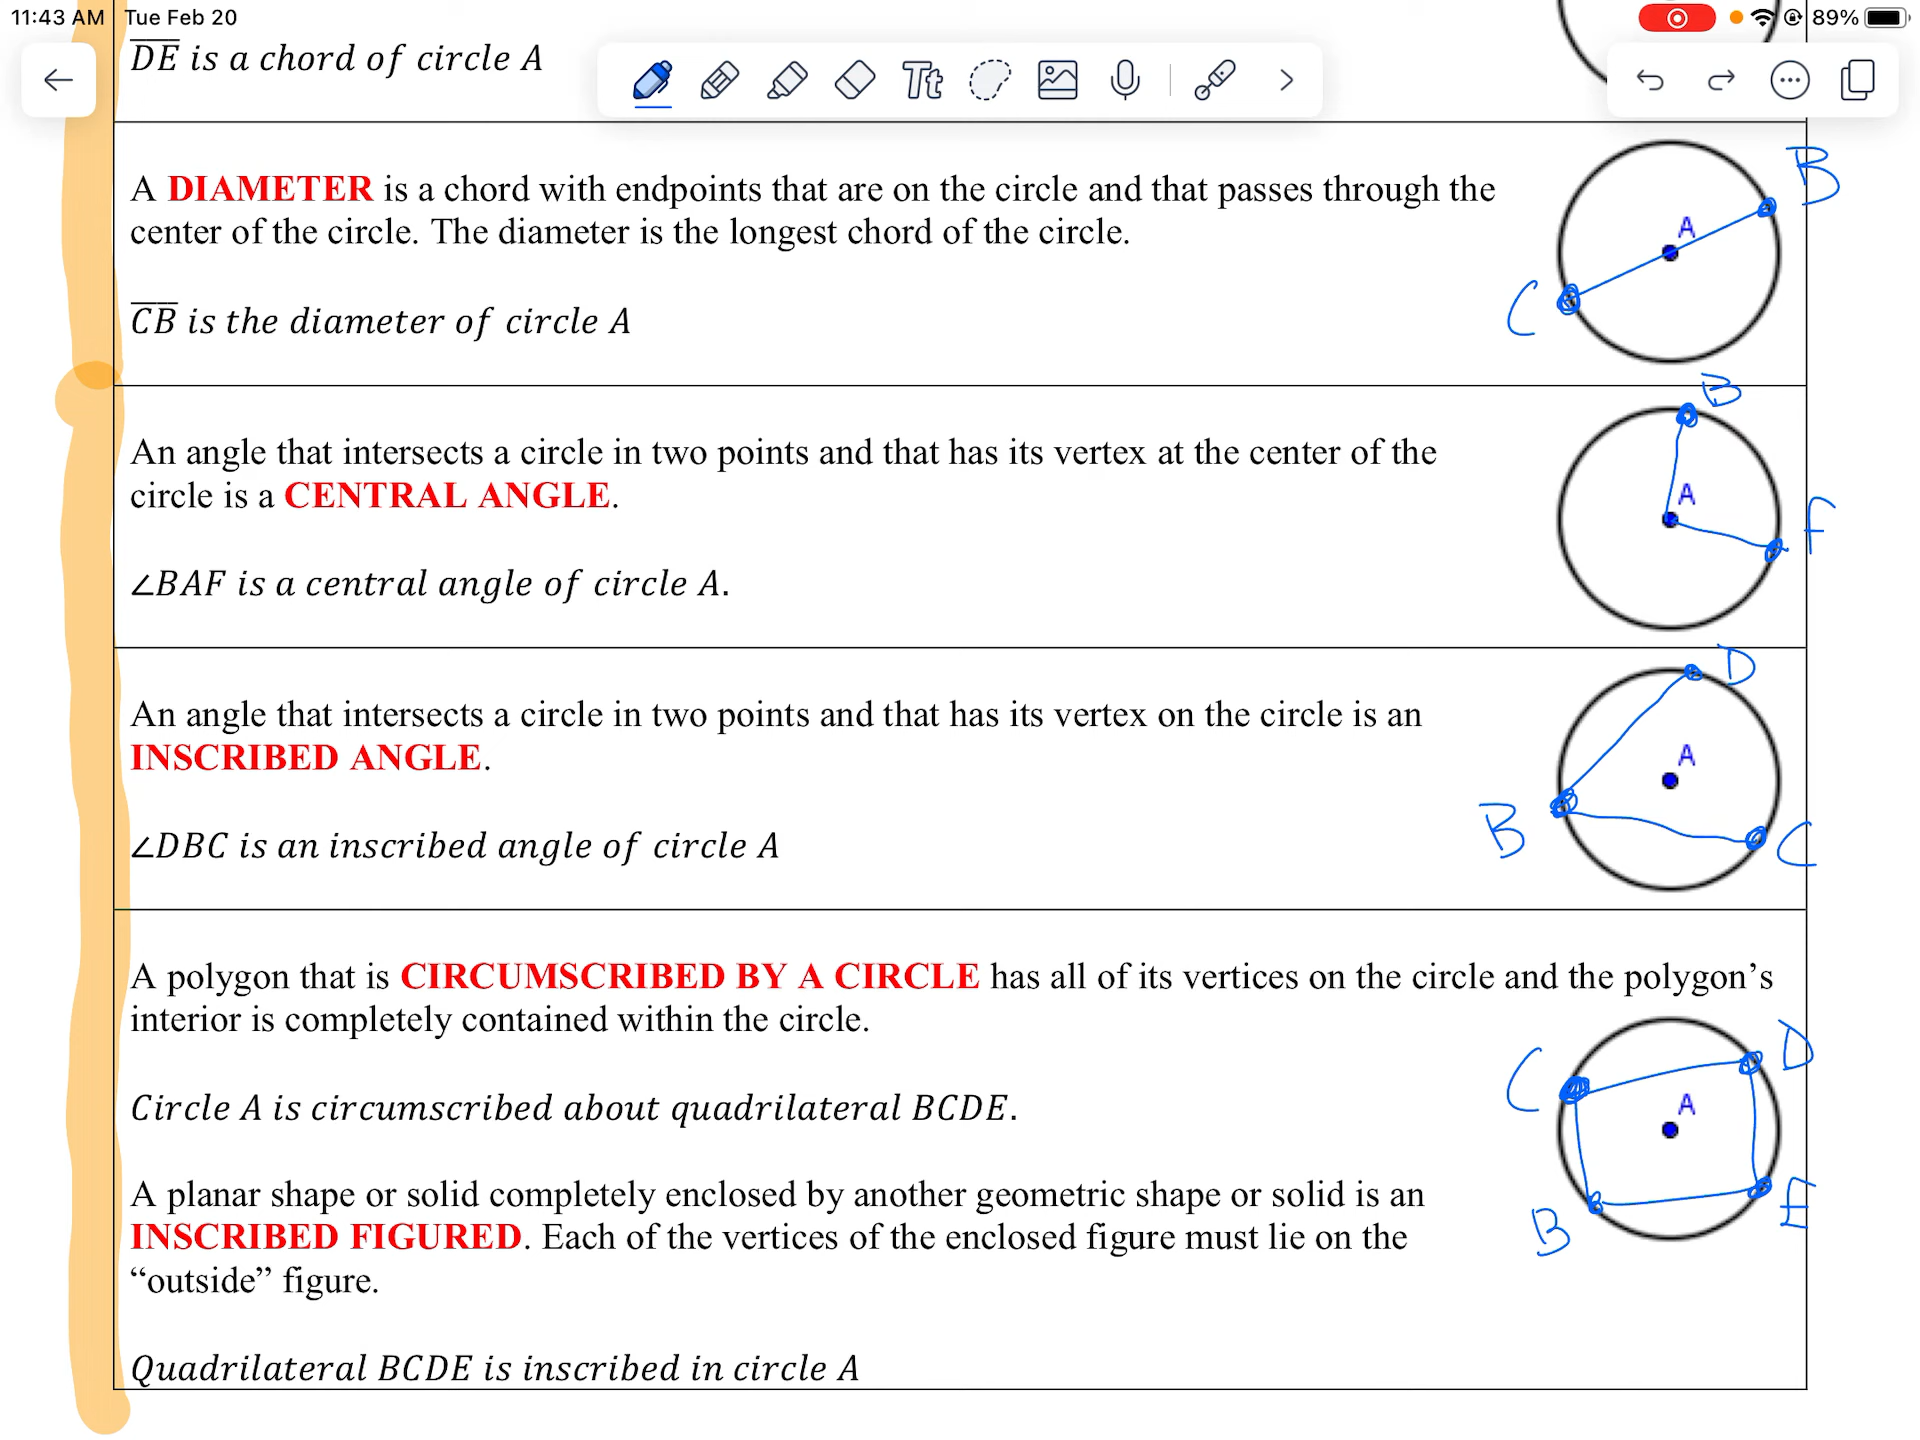 11:43 AM Tue Feb 20
89%
DE is a chord of circle A
Tt
A DIAMETER is a chord with endpoints that are on the circle and that passes through the
center of the circle. The diameter is the longest chord of the circle.
CB is the diameter of circle A
B
A
C
An angle that intersects a circle in two points and that has its vertex at the center of the
circle is a CENTRAL ANGLE.
∠BAF is a central angle of circle A.
B
A
F
An angle that intersects a circle in two points and that has its vertex on the circle is an
INSCRIBED ANGLE.
∠DBC is an inscribed angle of circle A
D
A
B
C
A polygon that is CIRCUMSCRIBED BY A CIRCLE has all of its vertices on the circle and the polygon’s
interior is completely contained within the circle.
Circle A is circumscribed about quadrilateral BCDE.
A planar shape or solid completely enclosed by another geometric shape or solid is an
INSCRIBED FIGURED. Each of the vertices of the enclosed figure must lie on the
“outside” figure.
Quadrilateral BCDE is inscribed in circle A
C
D
A
B
E